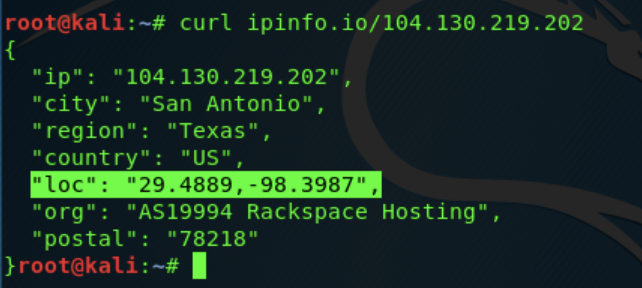 root@kali:~# curl ipinfo.io/104.130.219.202
{
  "ip": "104.130.219.202",
  "city": "San Antonio",
  "region": "Texas",
  "country": "US",
  "loc": "29.4889,-98.3987",
  "org": "AS19994 Rackspace Hosting",
  "postal": "78218"
}root@kali:~#